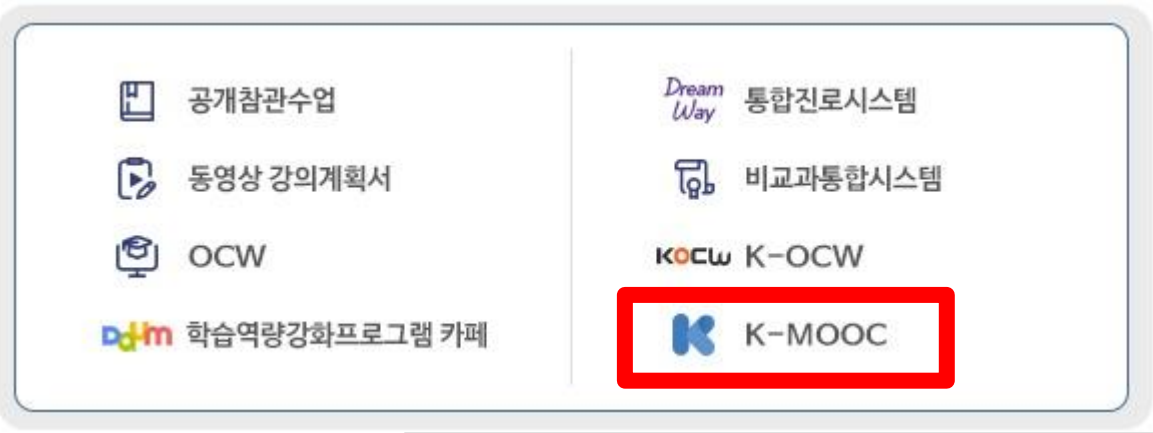 공개참관수업
동영상 강의계획서
OCW
Daum 학습역량강화프로그램 카페
Dream Way 통합진로시스템
비교과통합시스템
KOCW K-OCW
K-MOOC